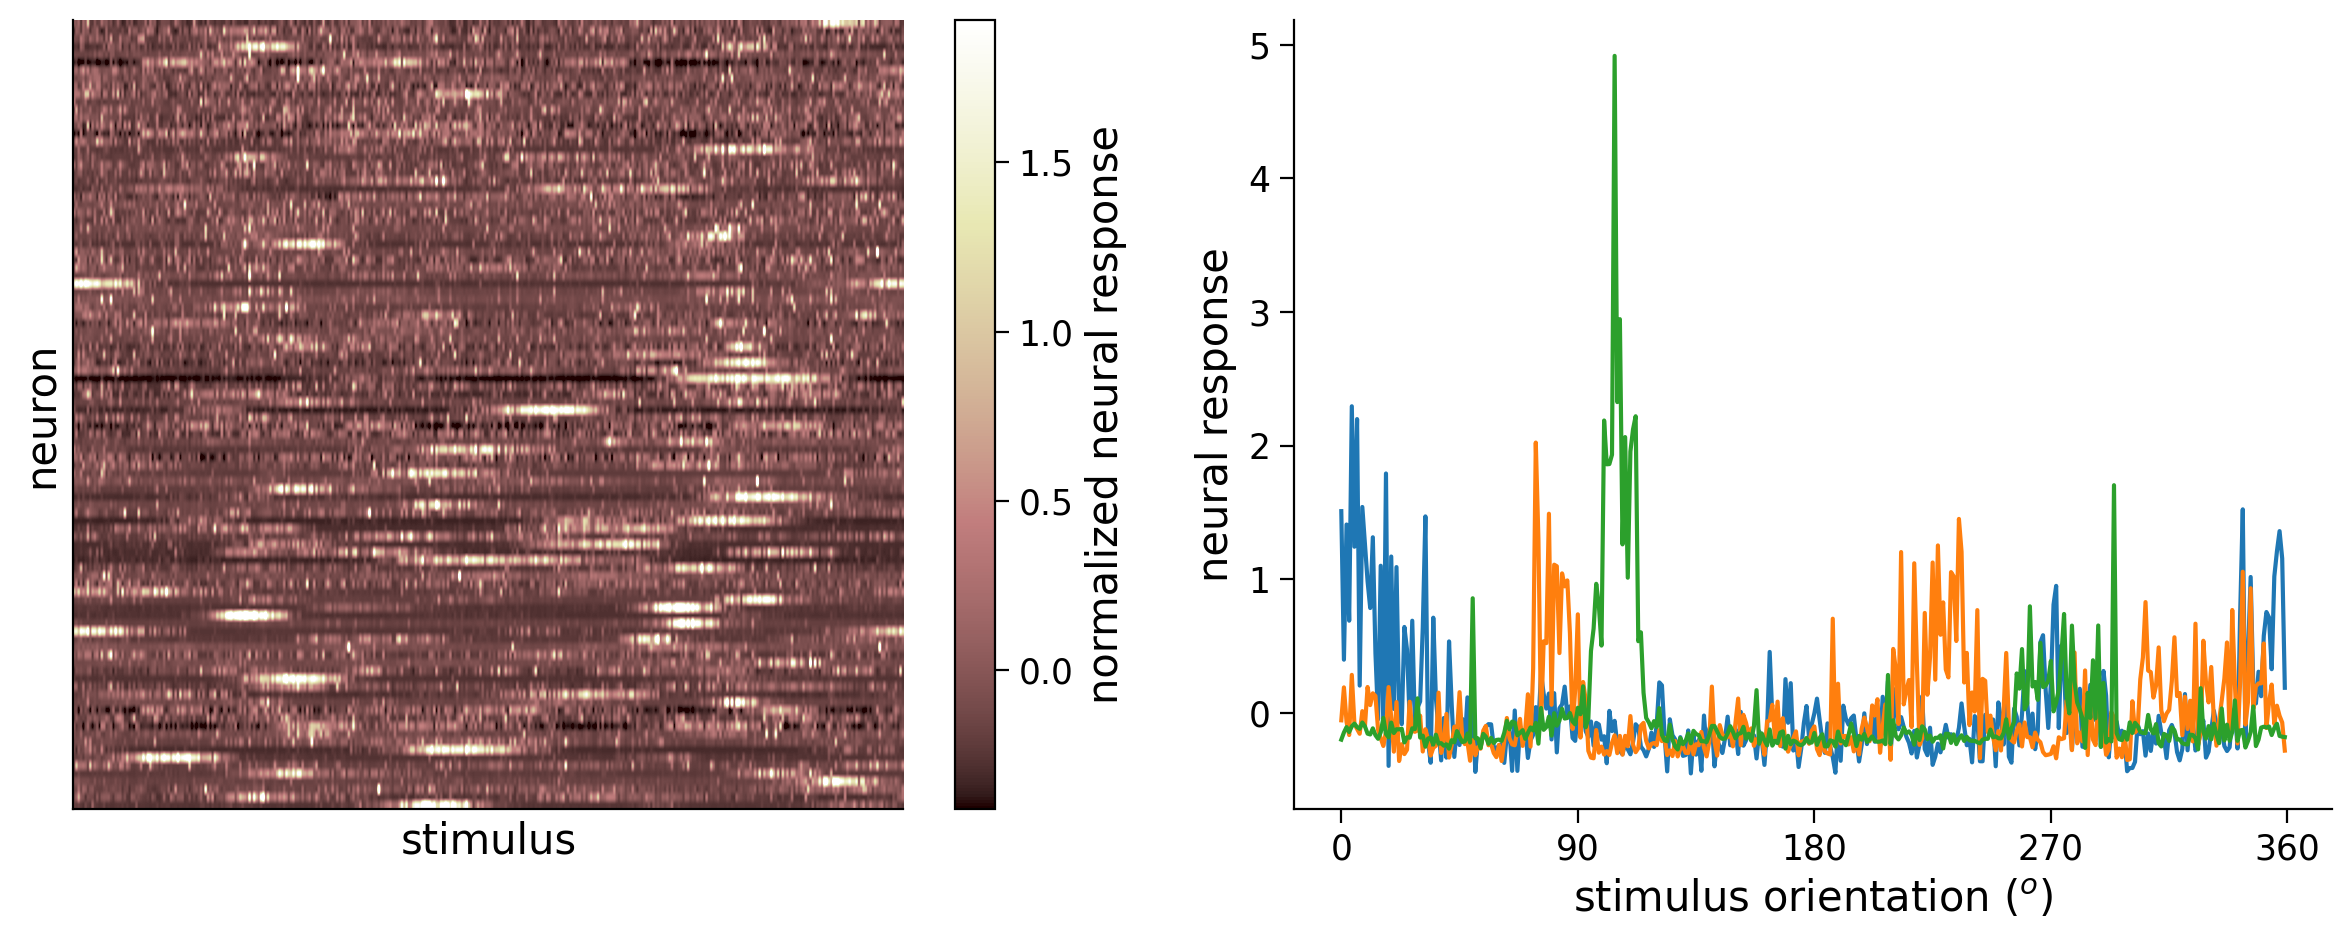 neuron
stimulus
1.5
1.0
0.5
0.0
normalized neural response
5
4
3
2
1
0
neural response
0 90 180 270 360
stimulus orientation (o)